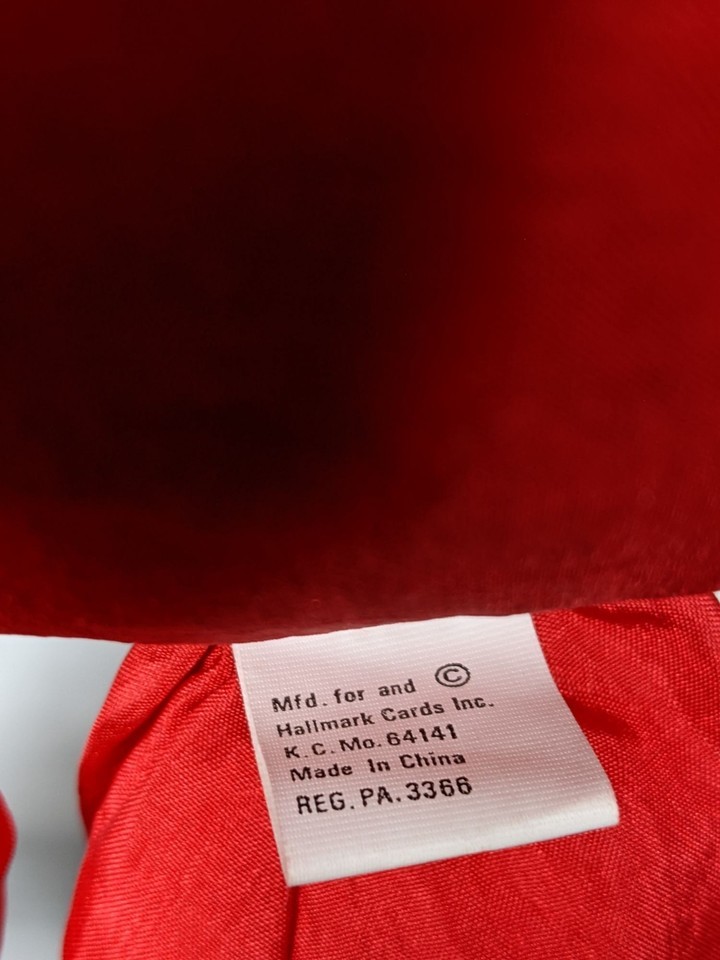 Mfd. for and ©
Hallmark Cards Inc.
K.C. Mo. 64141
Made In China
REG. PA. 3366